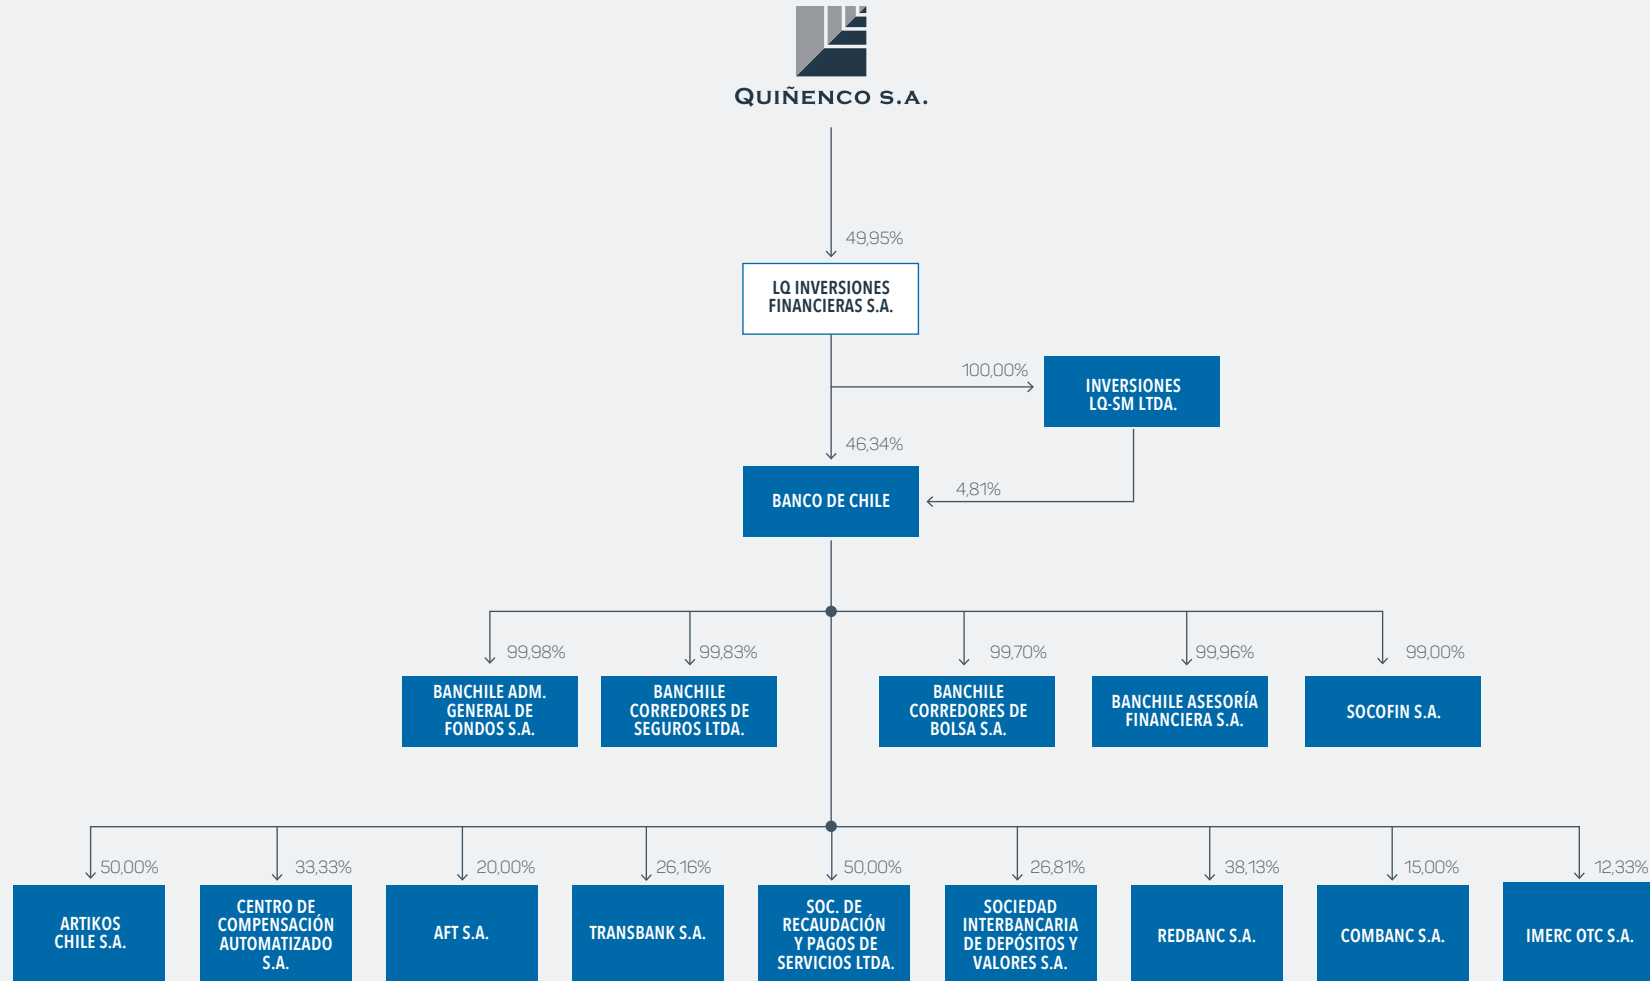 QUIÑENCO S.A.
49,95%
LQ INVERSIONES
FINANCIERAS S.A.
100,00%
INVERSIONES
LQ-SM LTDA.
46,34%
4,81%
BANCO DE CHILE
99,98%
99,83%
99,70%
99,96%
99,00%
BANCHILE ADM.
GENERAL DE
FONDOS S.A.
BANCHILE
CORREDORES DE
SEGUROS LTDA.
BANCHILE
CORREDORES DE
BOLSA S.A.
BANCHILE ASESORÍA
FINANCIERA S.A.
SOCOFIN S.A.
50,00%
33,33%
20,00%
26,16%
50,00%
26,81%
38,13%
15,00%
12,33%
ARTIKOS
CHILE S.A.
CENTRO DE
COMPENSACIÓN
AUTOMATIZADO
S.A.
AFT S.A.
TRANSBANK S.A.
SOC. DE
RECAUDACIÓN
Y PAGOS DE
SERVICIOS LTDA.
SOCIEDAD
INTERBANCARIA
DE DEPÓSITOS Y
VALORES S.A.
REDBANC S.A.
COMBANC S.A.
IMERC OTC S.A.